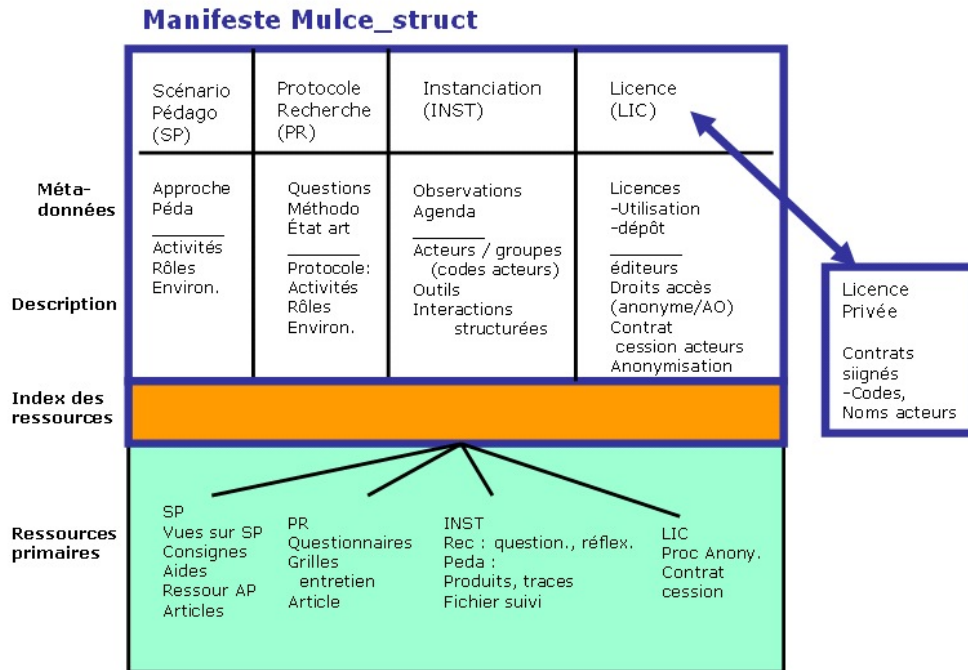 Manifeste Mulce_struct
Scénario
Pédago
(SP)
Protocole
Recherche
(PR)
Instanciation
(INST)
Licence
(LIC)
Méta-
données
Approche
Péda
Activités
Rôles
Environ.
Questions
Méthodo
État art
Protocole:
Activités
Rôles
Environ.
Observations
Agenda
Acteurs / groupes
(codes acteurs)
Outils
Interactions
structurées
Licences
-Utilisation
-dépôt
éditeurs
Droits accès
(anonyme/AO)
Contrat
cession acteurs
Anonymisation
Description
Licence
Privée
Contrats
siignés
-Codes,
Noms acteurs
Index des
ressources
Ressources
primaires
SP
Vues sur SP
Consignes
Aides
Ressour AP
Articles
PR
Questionnaires
Grilles
entretien
Article
INST
Rec : question., réflex.
Peda :
Produits, traces
Fichier suivi
LIC
Proc Anony.
Contrat
cession